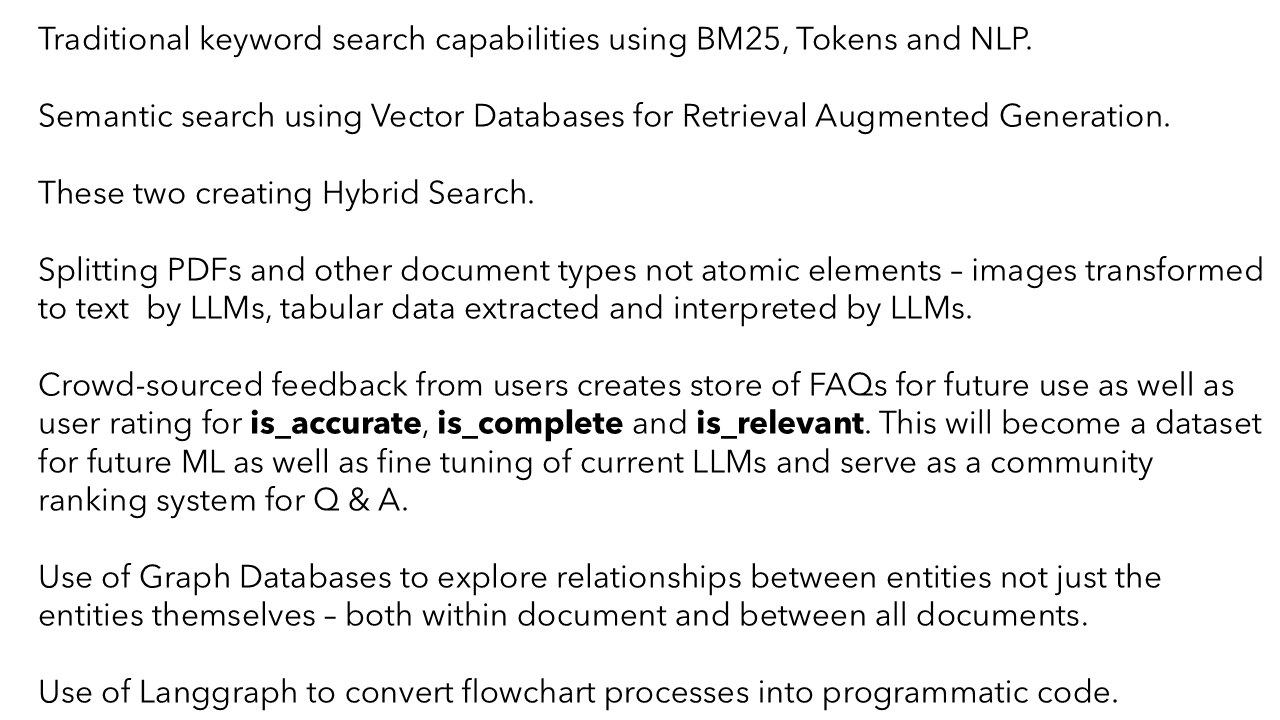 Traditional keyword search capabilities using BM25, Tokens and NLP.
Semantic search using Vector Databases for Retrieval Augmented Generation.
These two creating Hybrid Search.
Splitting PDFs and other document types not atomic elements – images transformed
to text  by LLMs, tabular data extracted and interpreted by LLMs.
Crowd-sourced feedback from users creates store of FAQs for future use as well as
user rating for is_accurate, is_complete and is_relevant. This will become a dataset
for future ML as well as fine tuning of current LLMs and serve as a community
ranking system for Q & A.
Use of Graph Databases to explore relationships between entities not just the
entities themselves – both within document and between all documents.
Use of Langgraph to convert flowchart processes into programmatic code.